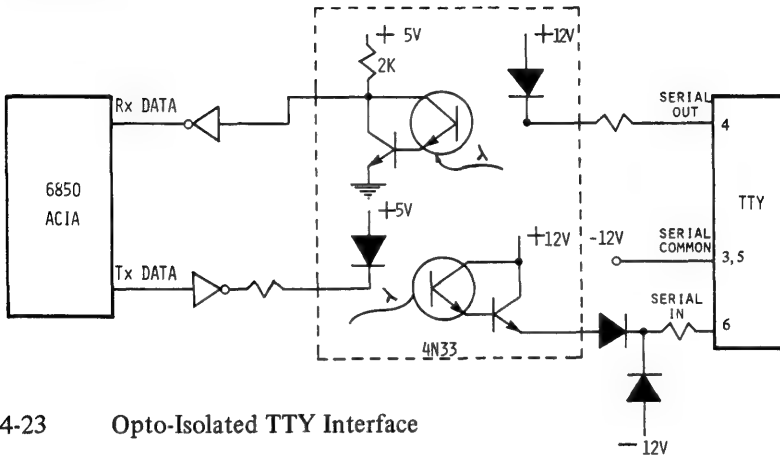 + 5V
+12V
2K
Rx DATA
SERIAL
OUT
4
6850
ACIA
TTY
λ
+5V
+12V
-12V
SERIAL
COMMON
3,5
Tx DATA
λ
SERIAL
IN
6
4N33
4-23 Opto-Isolated TTY Interface
- 12V